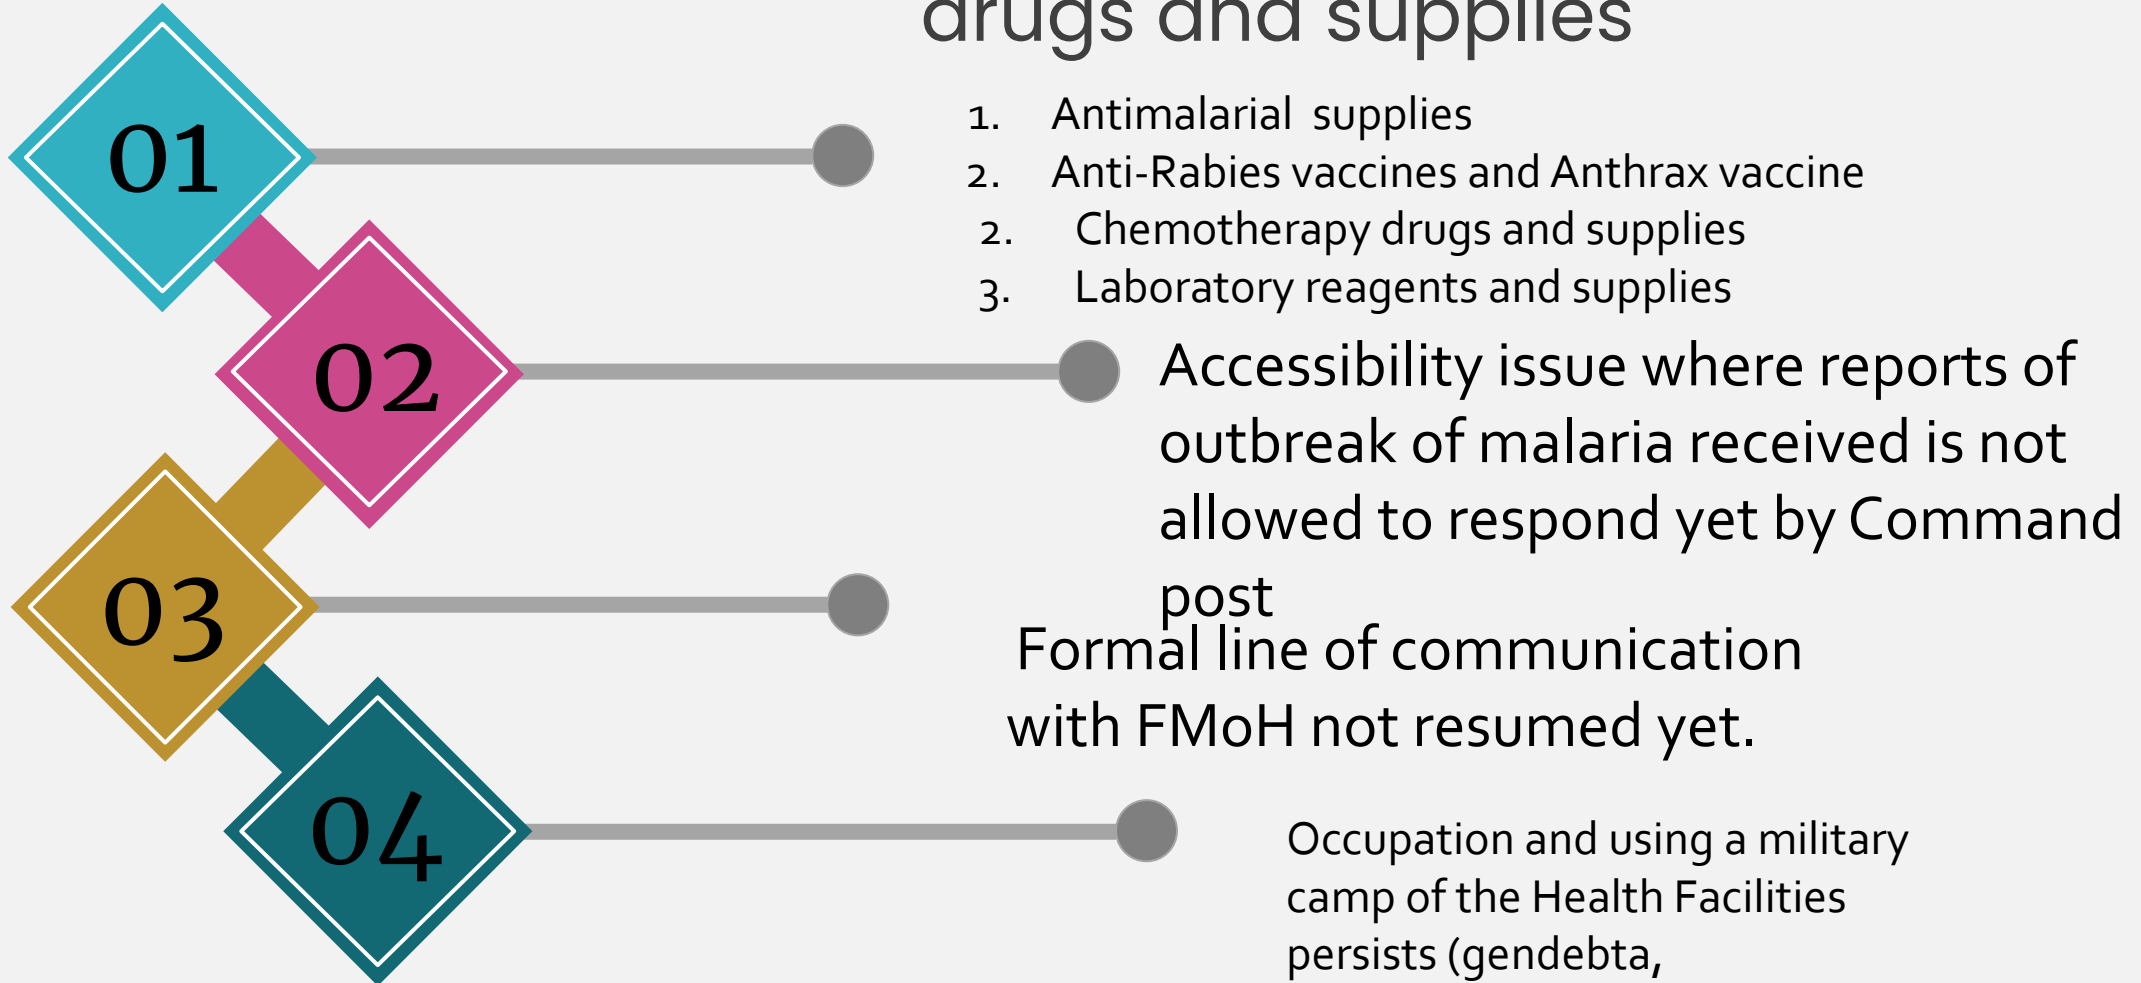 drugs and supplies
01
1. Antimalarial supplies
2. Anti-Rabies vaccines and Anthrax vaccine
2. Chemotherapy drugs and supplies
3. Laboratory reagents and supplies
02
Accessibility issue where reports of
outbreak of malaria received is not
allowed to respond yet by Command
post
03
Formal line of communication
with FMoH not resumed yet.
04
Occupation and using a military
camp of the Health Facilities
persists (gendebta,